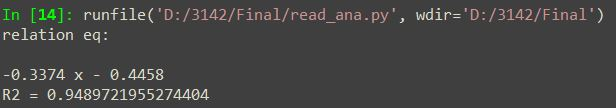 In [14]: runfile('D:/3142/Final/read_ana.py', wdir='D:/3142/Final')
relation eq:
-0.3374 x - 0.4458
R2 = 0.9489721955274404